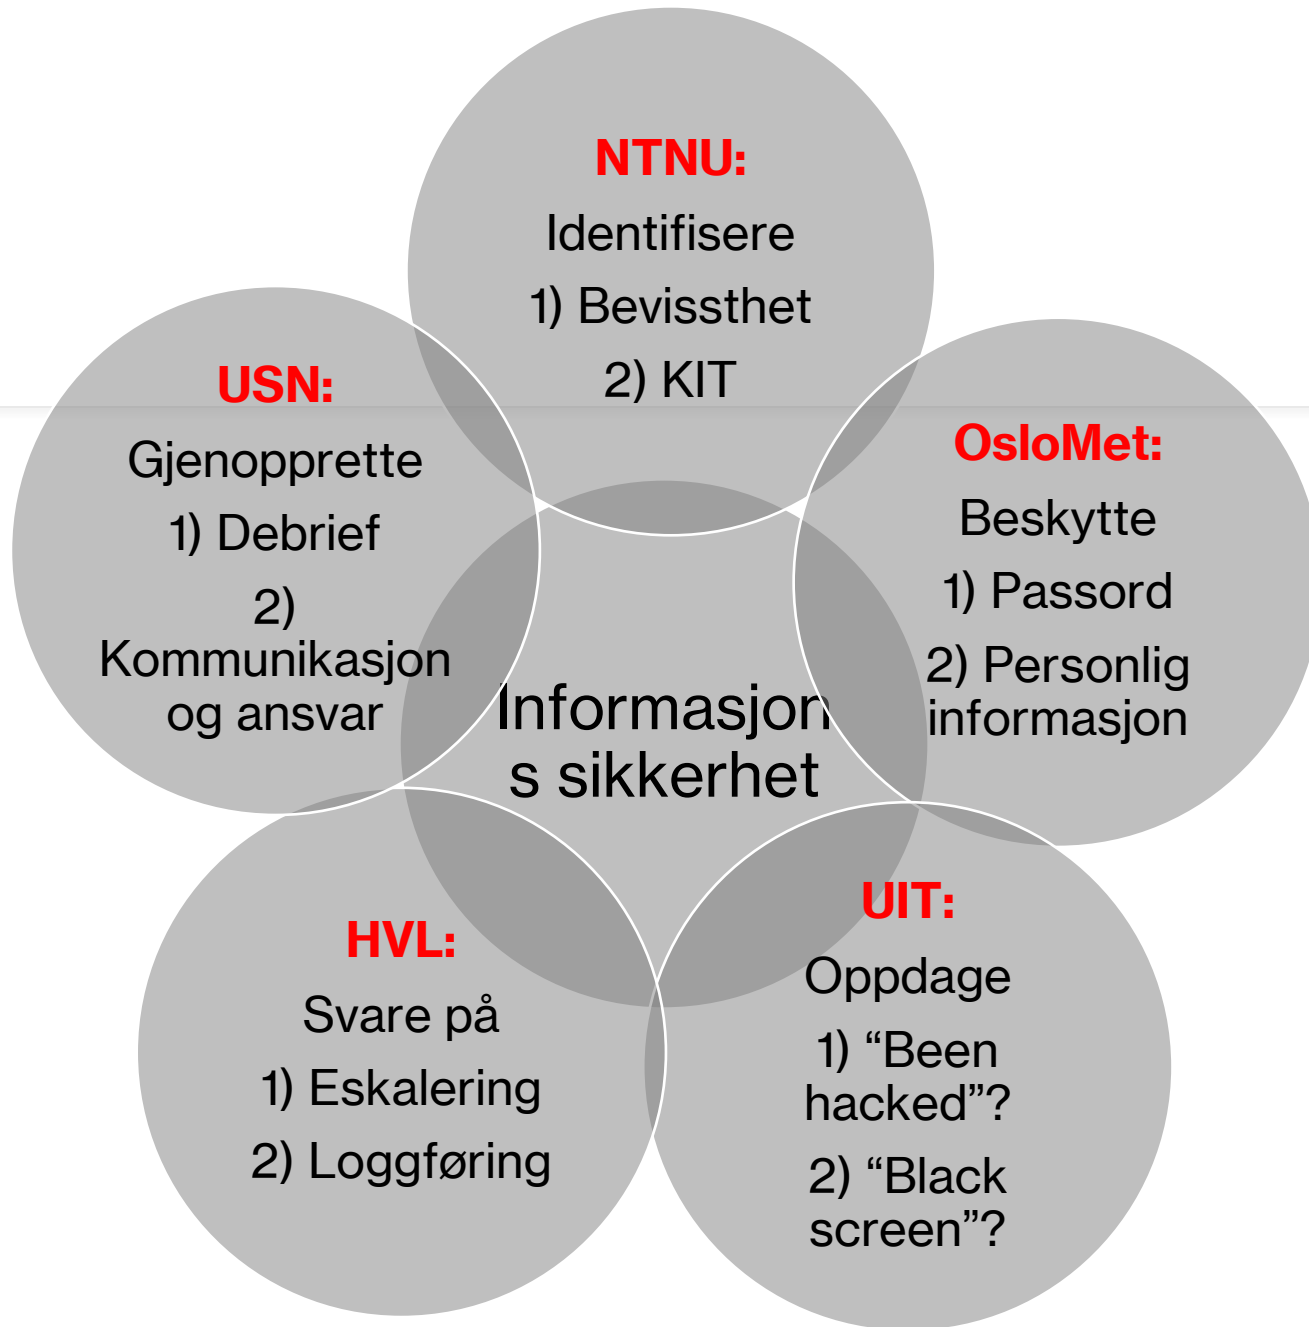 NTNU:
Identifisere
1) Bevissthet
2) KIT
OsloMet:
Beskytte
1) Passord
2) Personlig
informasjon
UIT:
Oppdage
1) “Been
hacked”?
2) “Black
screen”?
HVL:
Svare på
1) Eskalering
2) Loggføring
USN:
Gjenopprette
1) Debrief
2)
Kommunikasjon
og ansvar
Informasjon
s sikkerhet